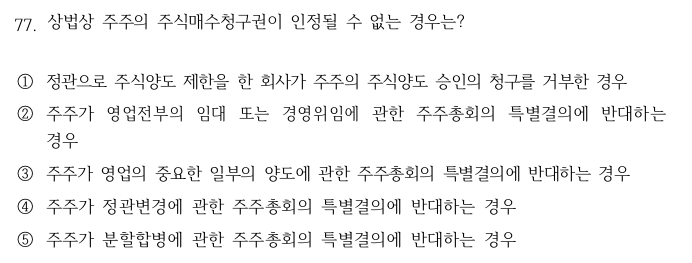 77. 상법상 주주의 주식매수청구권이 인정될 수 없는 경우는?
① 정관으로 주식양도 제한을 한 회사가 주주의 주식양도 승인의 청구를 거부한 경우
② 주주가 영업전부의 임대 또는 경영위임에 관한 주주총회의 특별결의에 반대하는
경우
③ 주주가 영업의 중요한 일부의 양도에 관한 주주총회의 특별결의에 반대하는 경우
④ 주주가 정관변경에 관한 주주총회의 특별결의에 반대하는 경우
⑤ 주주가 분할합병에 관한 주주총회의 특별결의에 반대하는 경우